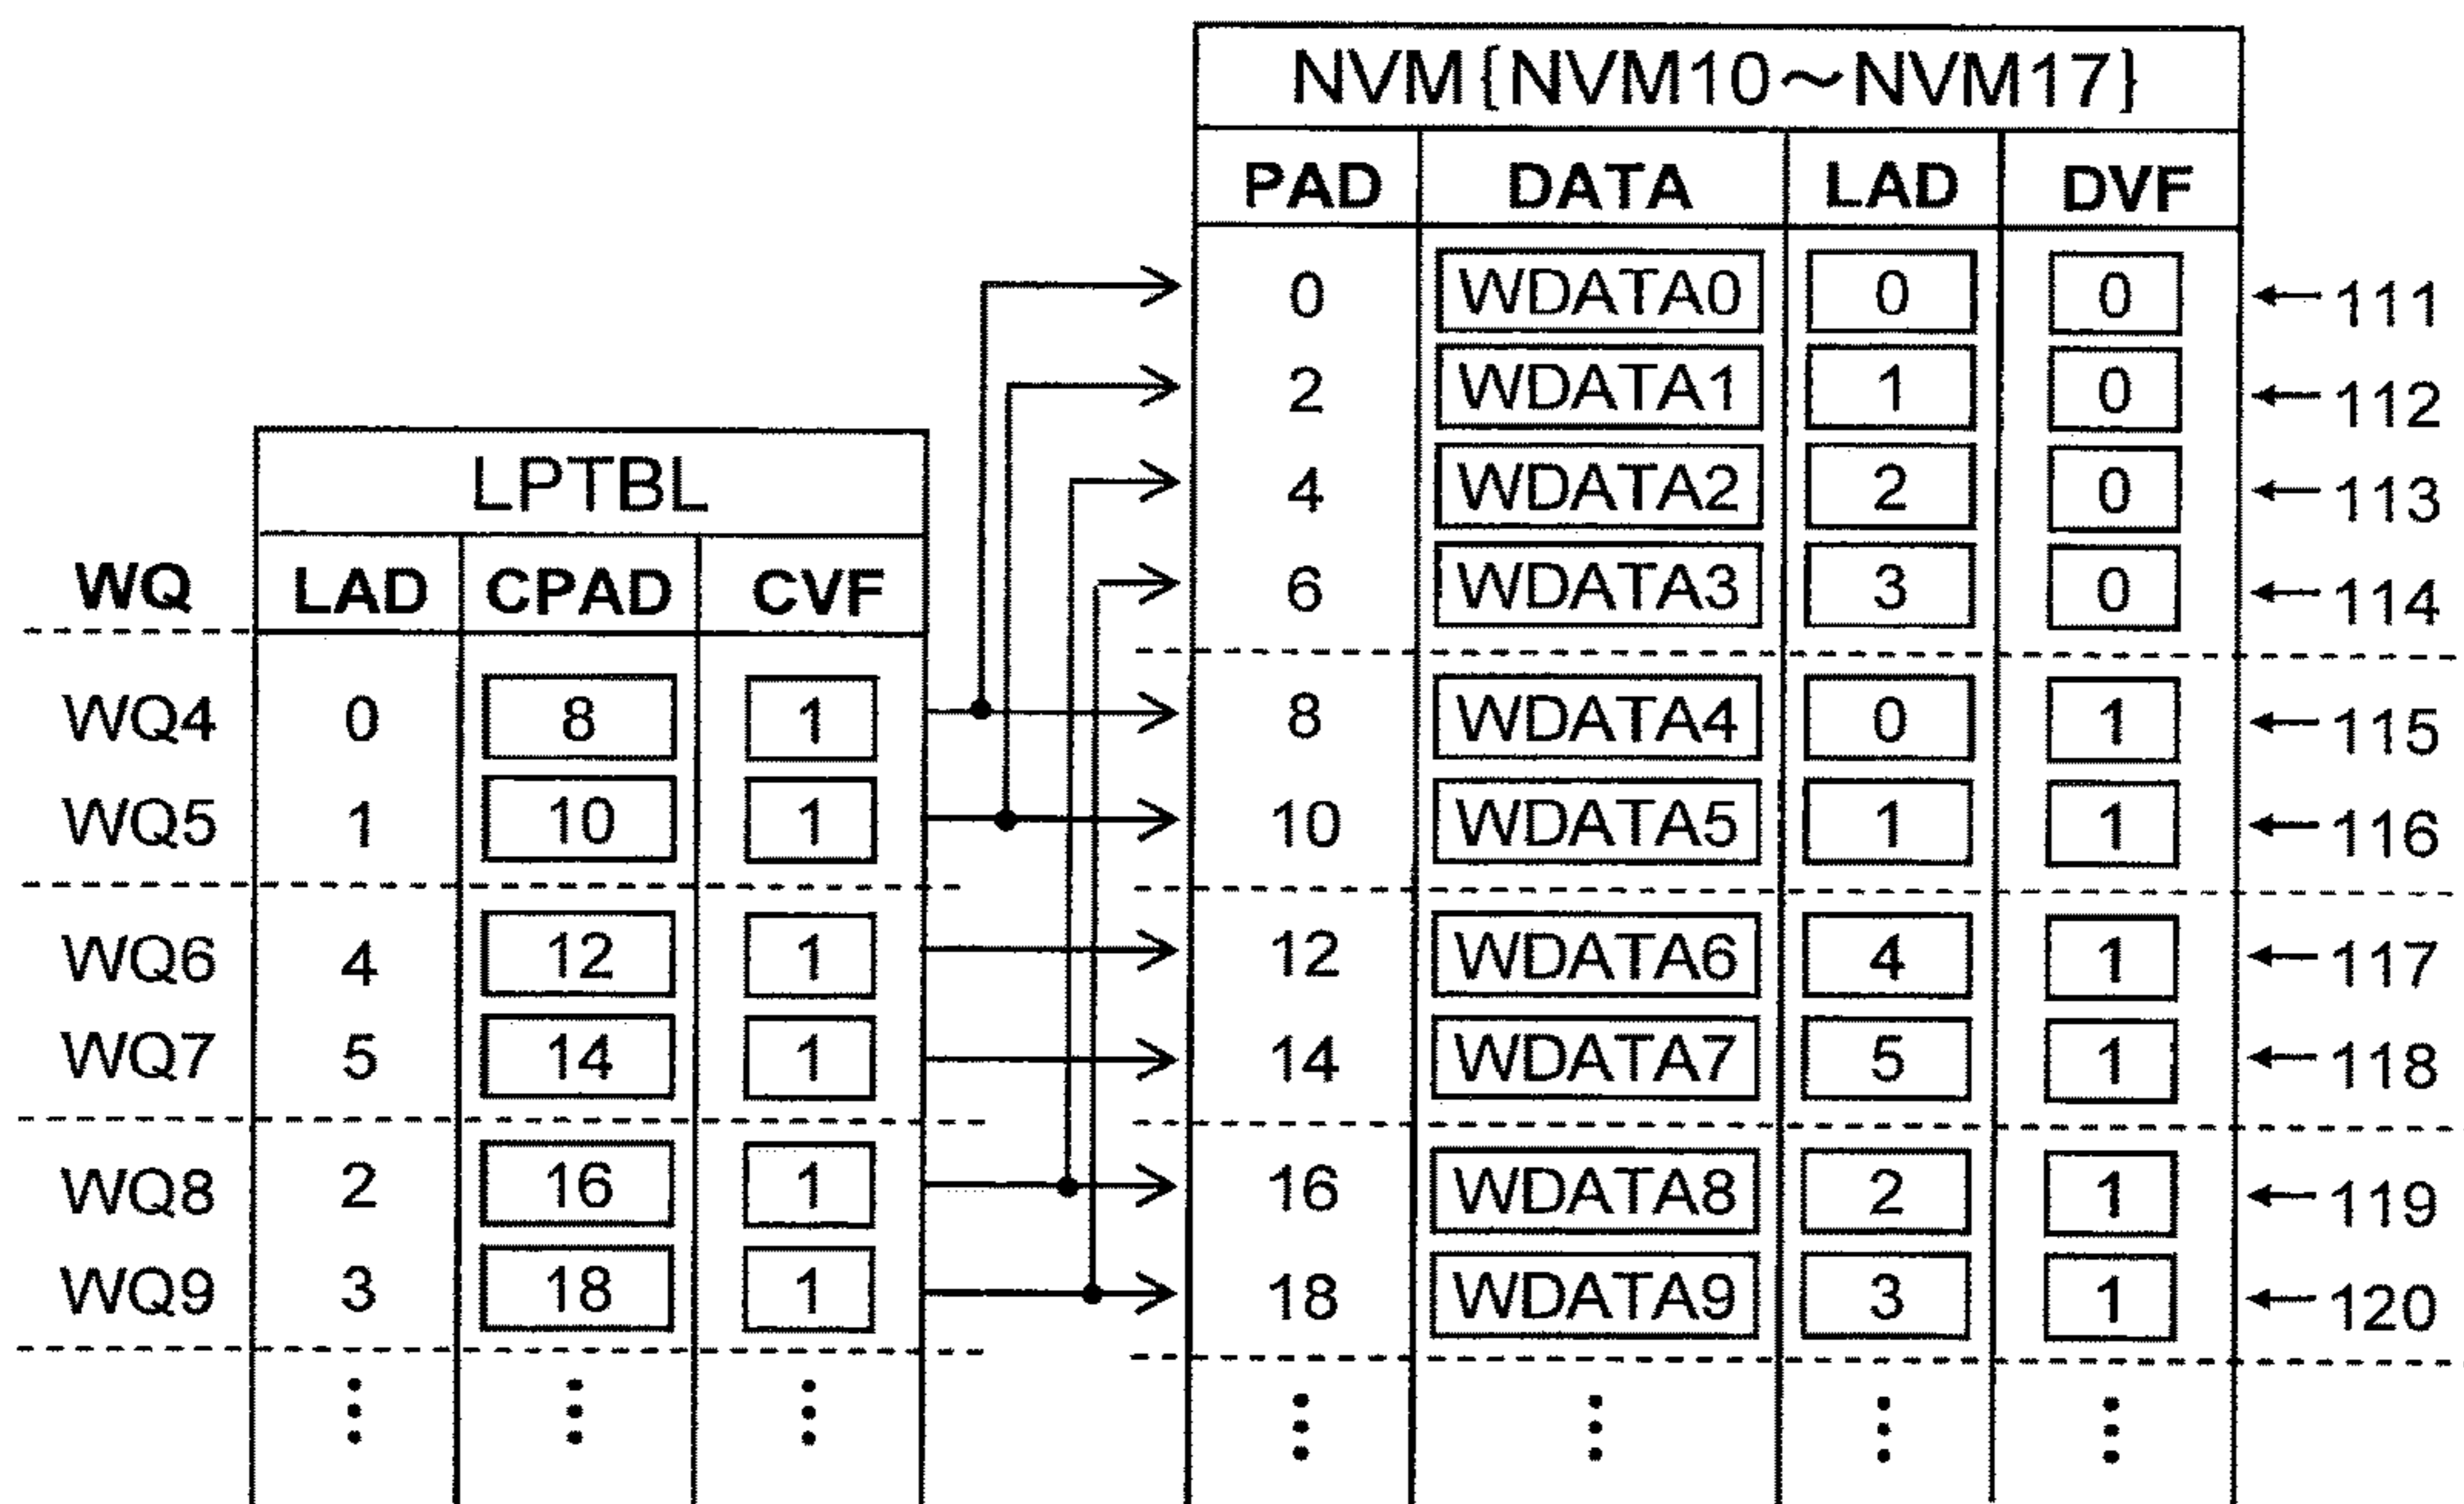 NVM{NVM10～NVM17}
PAD DATA LAD DVF
0 WDATA0 0 0 111
2 WDATA1 1 0 112
4 WDATA2 2 0 113
6 WDATA3 3 0 114
8 WDATA4 0 1 115
10 WDATA5 1 1 116
12 WDATA6 4 1 117
14 WDATA7 5 1 118
16 WDATA8 2 1 119
18 WDATA9 3 1 120
LPTBL
WQ LAD CPAD CVF
WQ4 0 8 1
WQ5 1 10 1
WQ6 4 12 1
WQ7 5 14 1
WQ8 2 16 1
WQ9 3 18 1